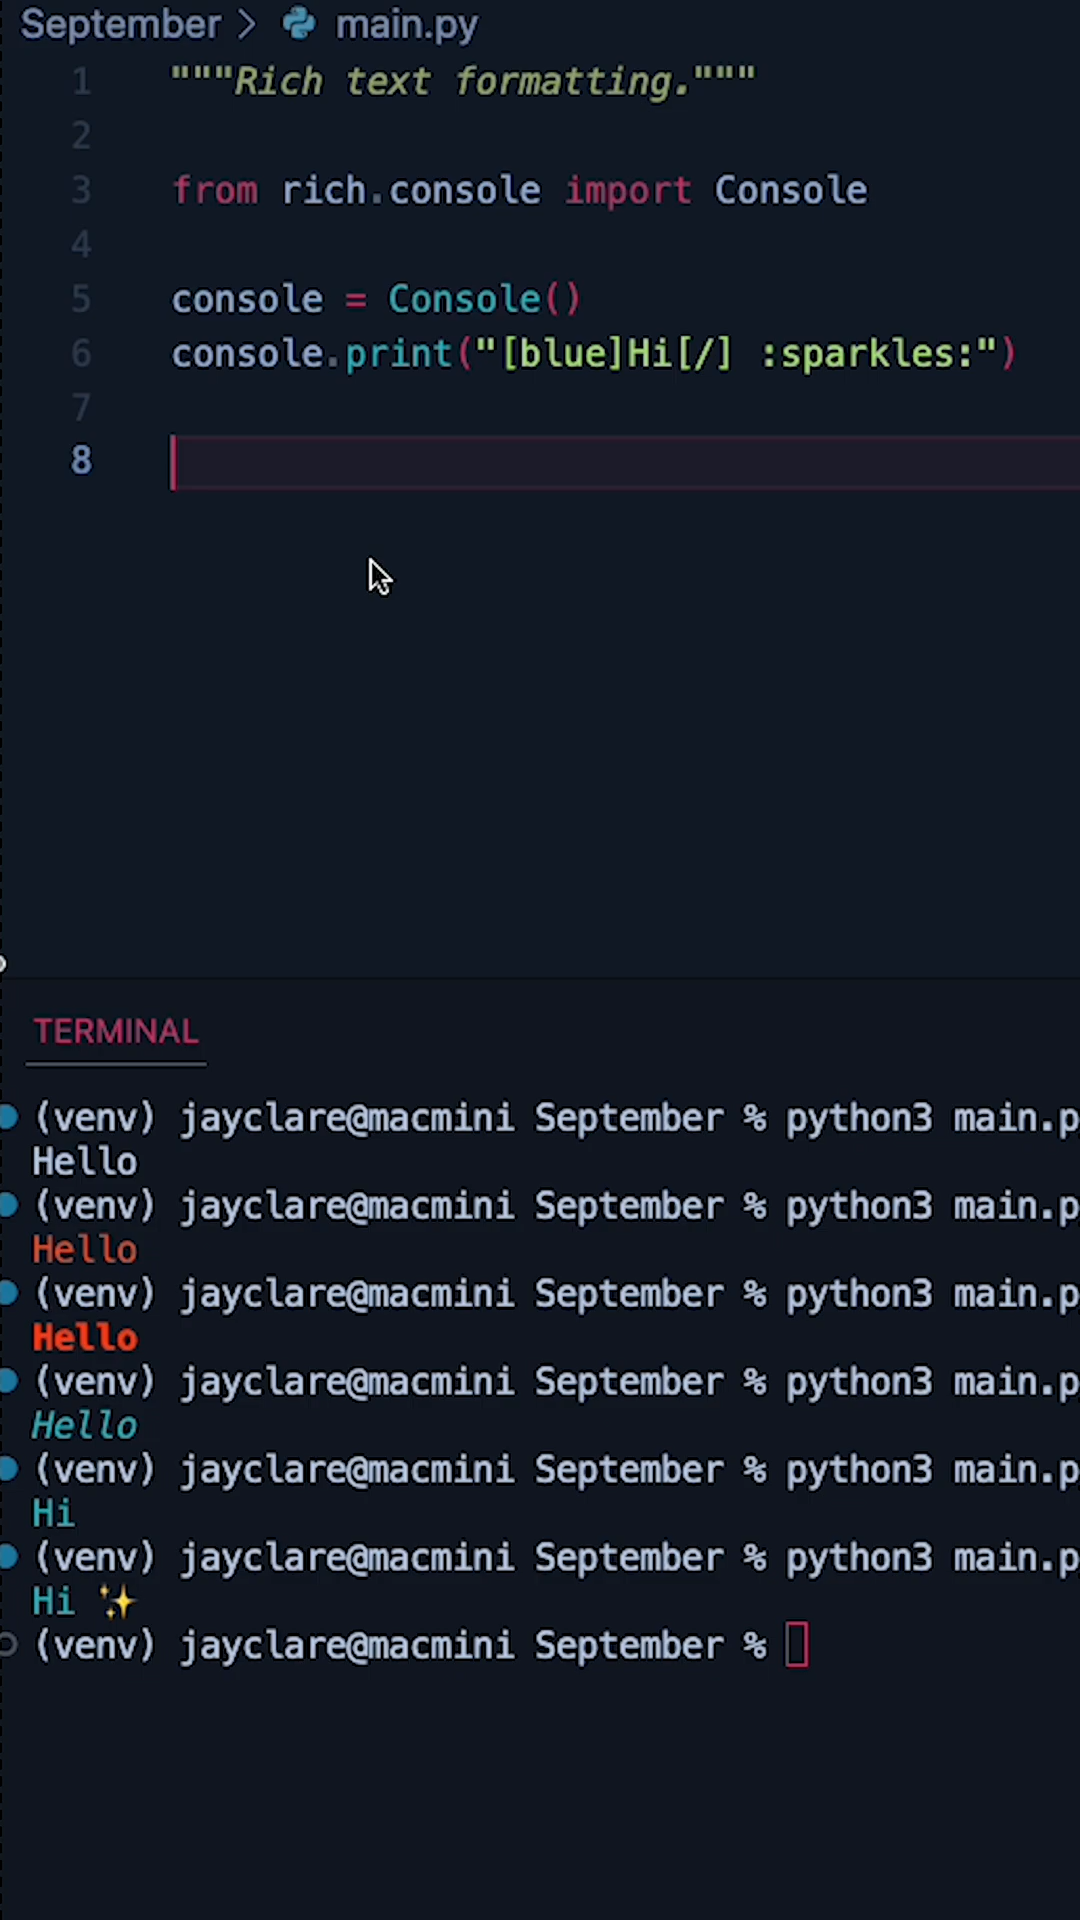 September > main.py
1 """Rich text formatting."""
2
3 from rich.console import Console
4
5 console = Console()
6 console.print("[blue]Hi[/] :sparkles:")
7
8
TERMINAL
(venv) jayclare@macmini September % python3 main.p
Hello
(venv) jayclare@macmini September % python3 main.p
Hello
(venv) jayclare@macmini September % python3 main.p
Hello
(venv) jayclare@macmini September % python3 main.p
Hello
(venv) jayclare@macmini September % python3 main.p
Hi
(venv) jayclare@macmini September % python3 main.p
Hi ✨
(venv) jayclare@macmini September %